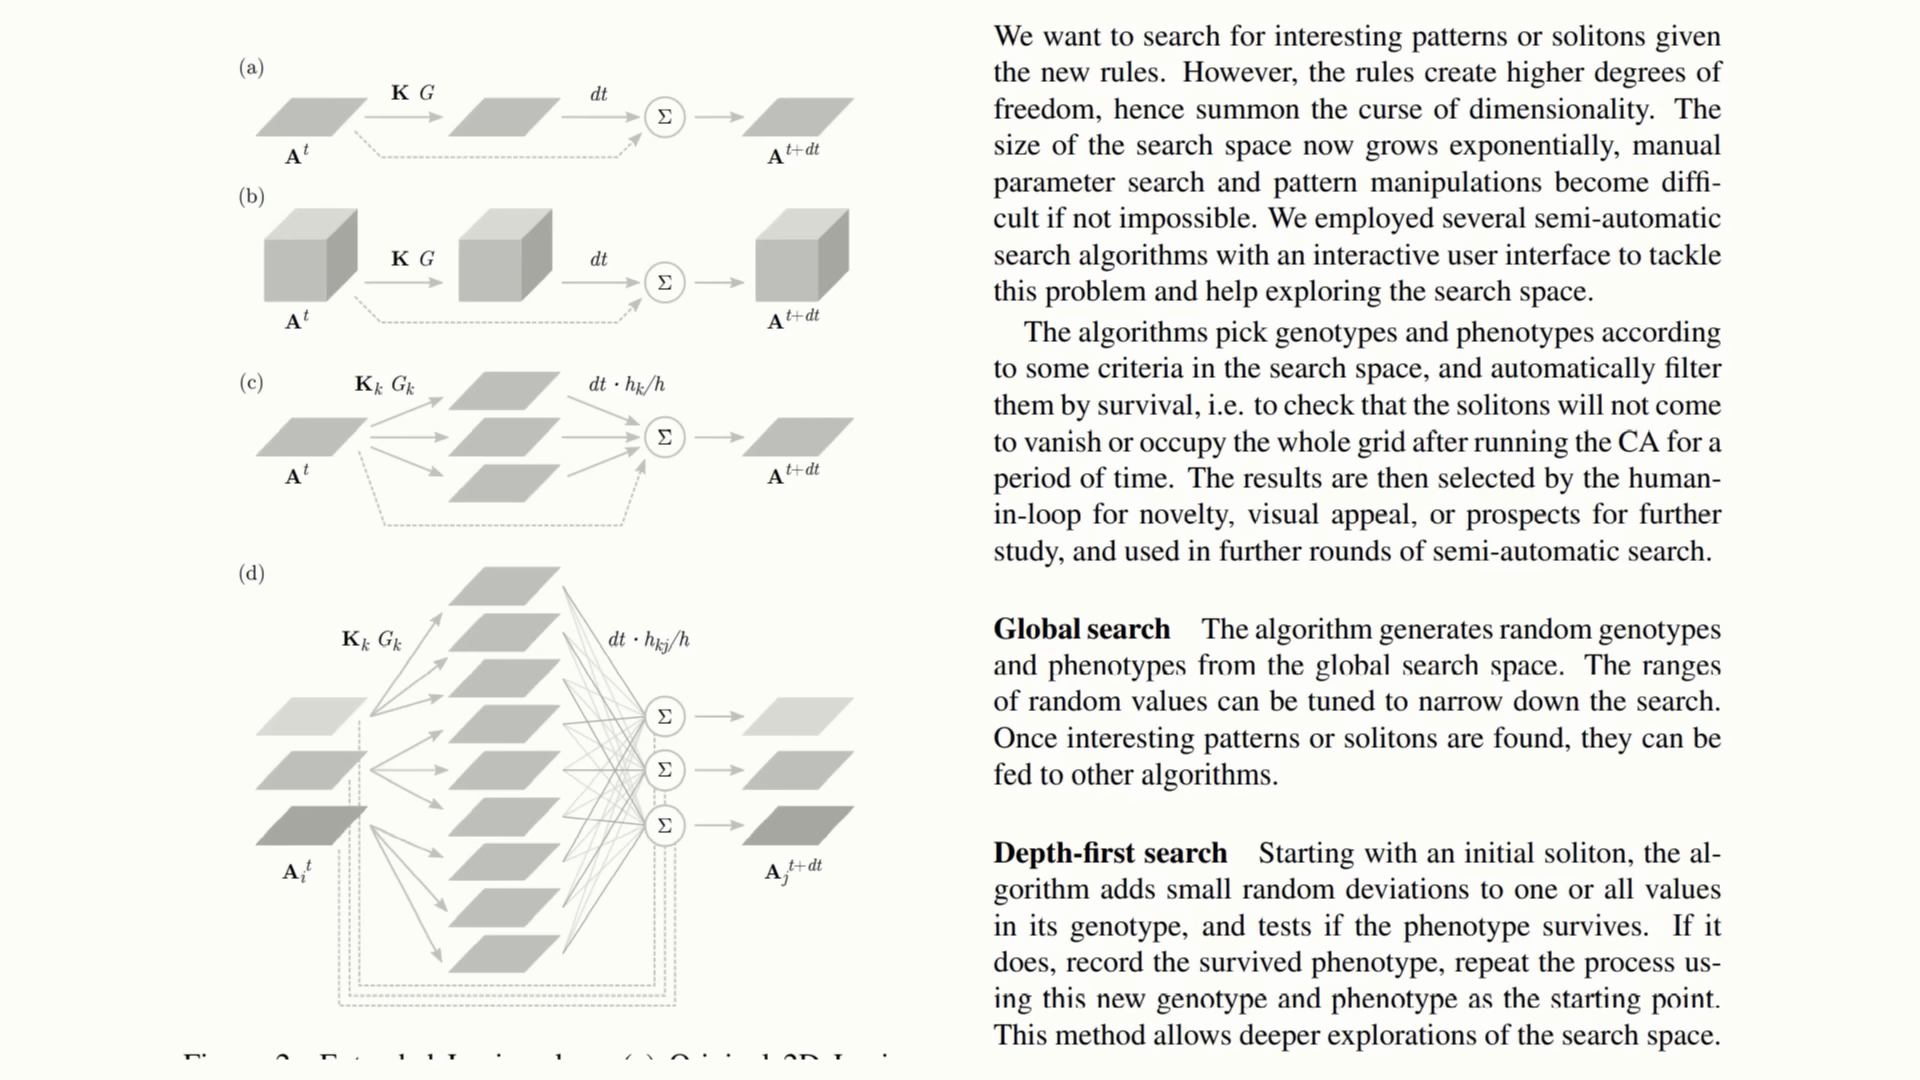 (a)
K G
dt
Σ
A^t
A^{t+dt}
(b)
K G
dt
Σ
A^t
A^{t+dt}
(c)
K_k G_k
dt · h_k/h
Σ
A^t
A^{t+dt}
(d)
K_k G_k
dt · h_{kj}/h
Σ
Σ
Σ
A_i^t
A_j^{t+dt}
We want to search for interesting patterns or solitons given
the new rules. However, the rules create higher degrees of
freedom, hence summon the curse of dimensionality. The
size of the search space now grows exponentially, manual
parameter search and pattern manipulations become diffi-
cult if not impossible. We employed several semi-automatic
search algorithms with an interactive user interface to tackle
this problem and help exploring the search space.
The algorithms pick genotypes and phenotypes according
to some criteria in the search space, and automatically filter
them by survival, i.e. to check that the solitons will not come
to vanish or occupy the whole grid after running the CA for a
period of time. The results are then selected by the human-
in-loop for novelty, visual appeal, or prospects for further
study, and used in further rounds of semi-automatic search.
Global search The algorithm generates random genotypes
and phenotypes from the global search space. The ranges
of random values can be tuned to narrow down the search.
Once interesting patterns or solitons are found, they can be
fed to other algorithms.
Depth-first search Starting with an initial soliton, the al-
gorithm adds small random deviations to one or all values
in its genotype, and tests if the phenotype survives. If it
does, record the survived phenotype, repeat the process us-
ing this new genotype and phenotype as the starting point.
This method allows deeper explorations of the search space.